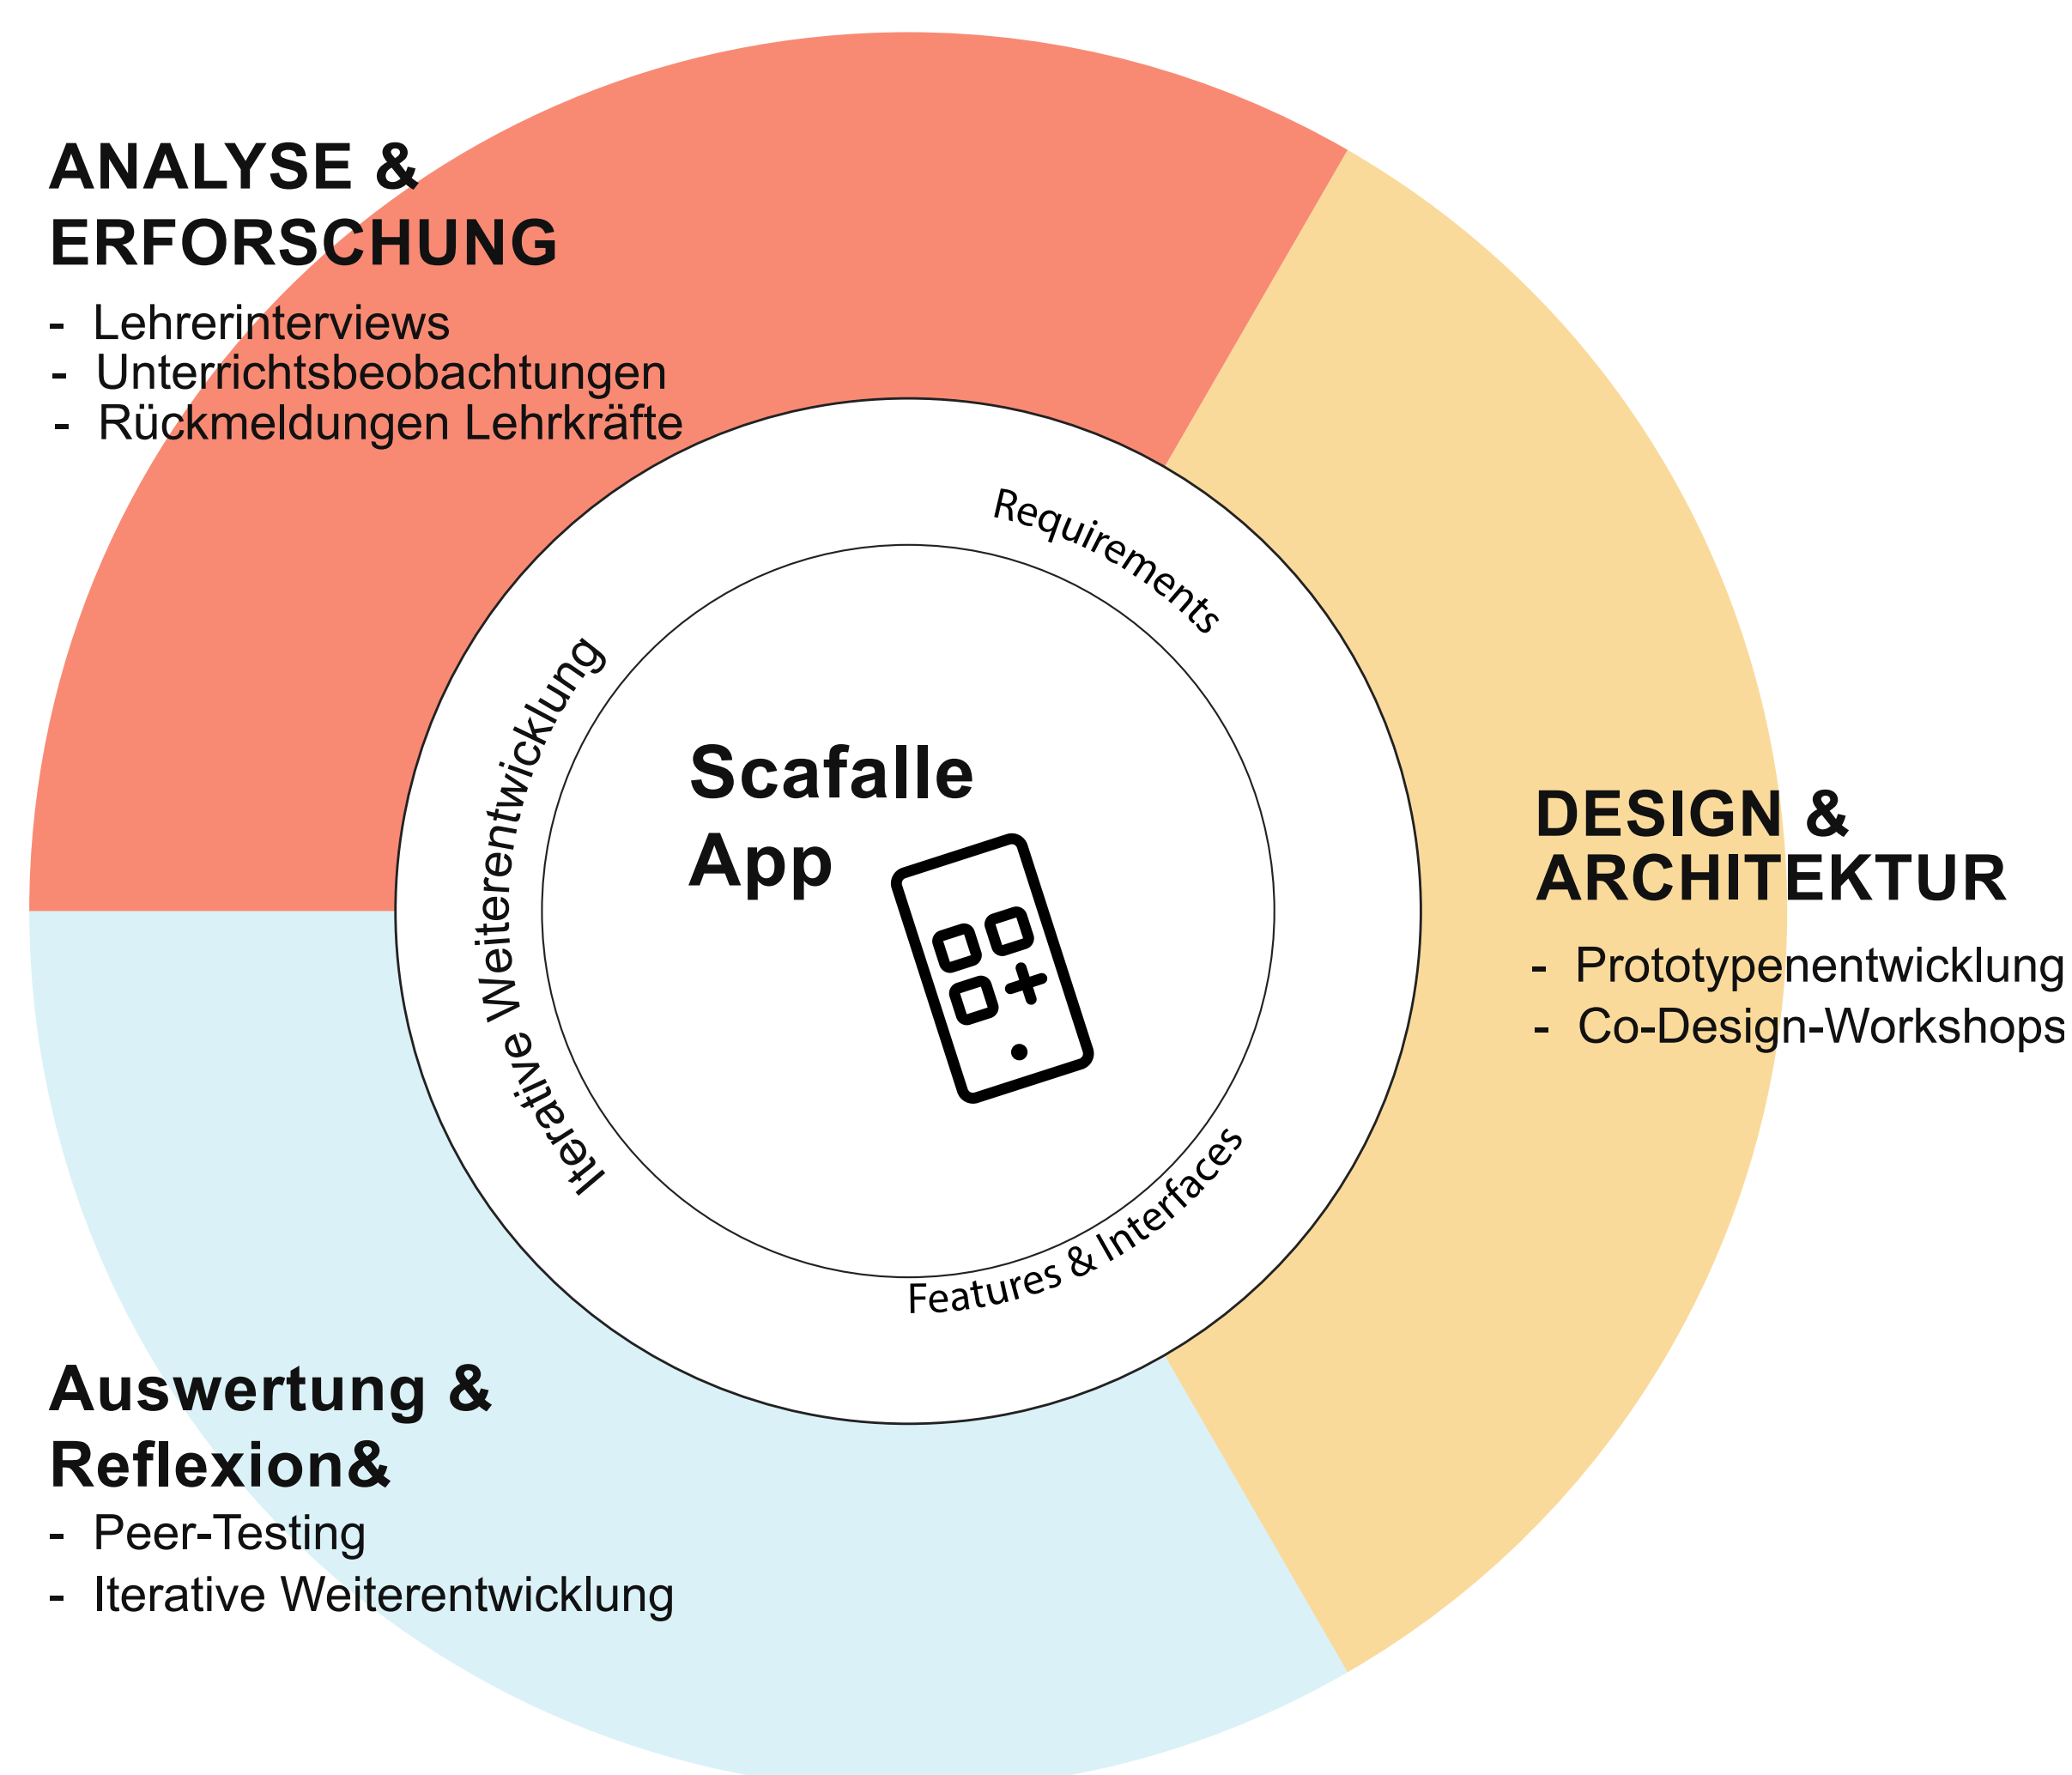 ANALYSE &
ERFORSCHUNG
- Lehrerinterviews
- Unterrichtsbeobachtungen
- Rückmeldungen Lehrkräfte
Requirements
Iterative Weiterentwicklung
Scafalle
App
DESIGN &
ARCHITEKTUR
- Prototypenentwicklung
- Co-Design-Workshops
Features & Interfaces
Auswertung &
Reflexion&
- Peer-Testing
- Iterative Weiterentwicklung